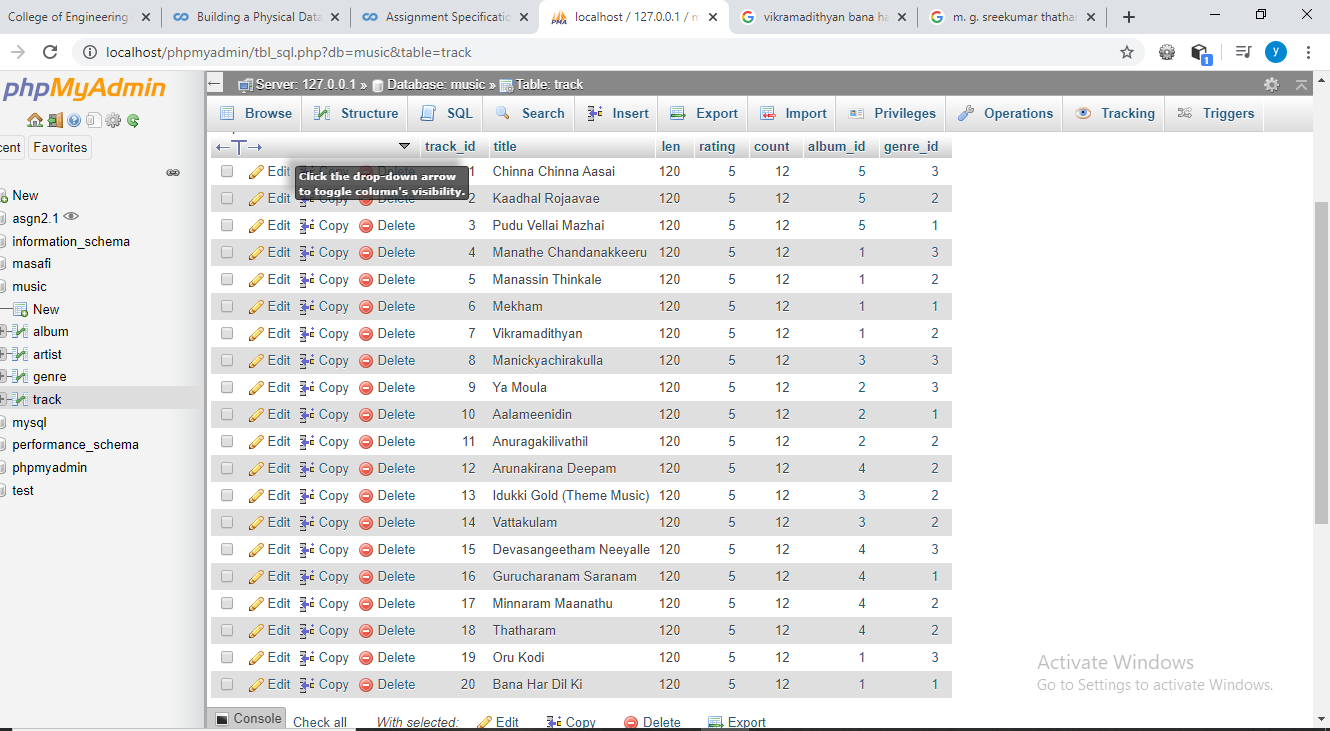 College of Engineering
Building a Physical Data
Assignment Specificatio
localhost / 127.0.0.1 / m
vikramadithyan bana ha
m. g. sreekumar thathar
localhost/phpmyadmin/tbl_sql.php?db=music&table=track
1
y
phpMyAdmin
cent Favorites
New
asgn2.1
information_schema
masafi
music
New
album
artist
genre
track
mysql
performance_schema
phpmyadmin
test
Server: 127.0.0.1 » Database: music » Table: track
Browse Structure SQL Search Insert Export Import Privileges Operations Tracking Triggers
←T→ track_id title len rating count album_id genre_id
Edit Copy Delete 1 Chinna Chinna Aasai 120 5 12 5 3
Click the drop-down arrow
to toggle column's visibility.
Edit Copy Delete 2 Kaadhal Rojaavae 120 5 12 5 2
Edit Copy Delete 3 Pudu Vellai Mazhai 120 5 12 5 1
Edit Copy Delete 4 Manathe Chandanakkeeru 120 5 12 1 3
Edit Copy Delete 5 Manassin Thinkale 120 5 12 1 2
Edit Copy Delete 6 Mekham 120 5 12 1 1
Edit Copy Delete 7 Vikramadithyan 120 5 12 1 2
Edit Copy Delete 8 Manickyachirakulla 120 5 12 3 3
Edit Copy Delete 9 Ya Moula 120 5 12 2 3
Edit Copy Delete 10 Aalameenidin 120 5 12 2 1
Edit Copy Delete 11 Anuragakilivathil 120 5 12 2 2
Edit Copy Delete 12 Arunakirana Deepam 120 5 12 4 2
Edit Copy Delete 13 Idukki Gold (Theme Music) 120 5 12 3 2
Edit Copy Delete 14 Vattakulam 120 5 12 3 2
Edit Copy Delete 15 Devasangeetham Neeyalle 120 5 12 4 3
Edit Copy Delete 16 Gurucharanam Saranam 120 5 12 4 1
Edit Copy Delete 17 Minnaram Maanathu 120 5 12 4 2
Edit Copy Delete 18 Thatharam 120 5 12 4 2
Edit Copy Delete 19 Oru Kodi 120 5 12 1 3
Edit Copy Delete 20 Bana Har Dil Ki 120 5 12 1 1
Activate Windows
Go to Settings to activate Windows.
Console Check all With selected: Edit Copy Delete Export